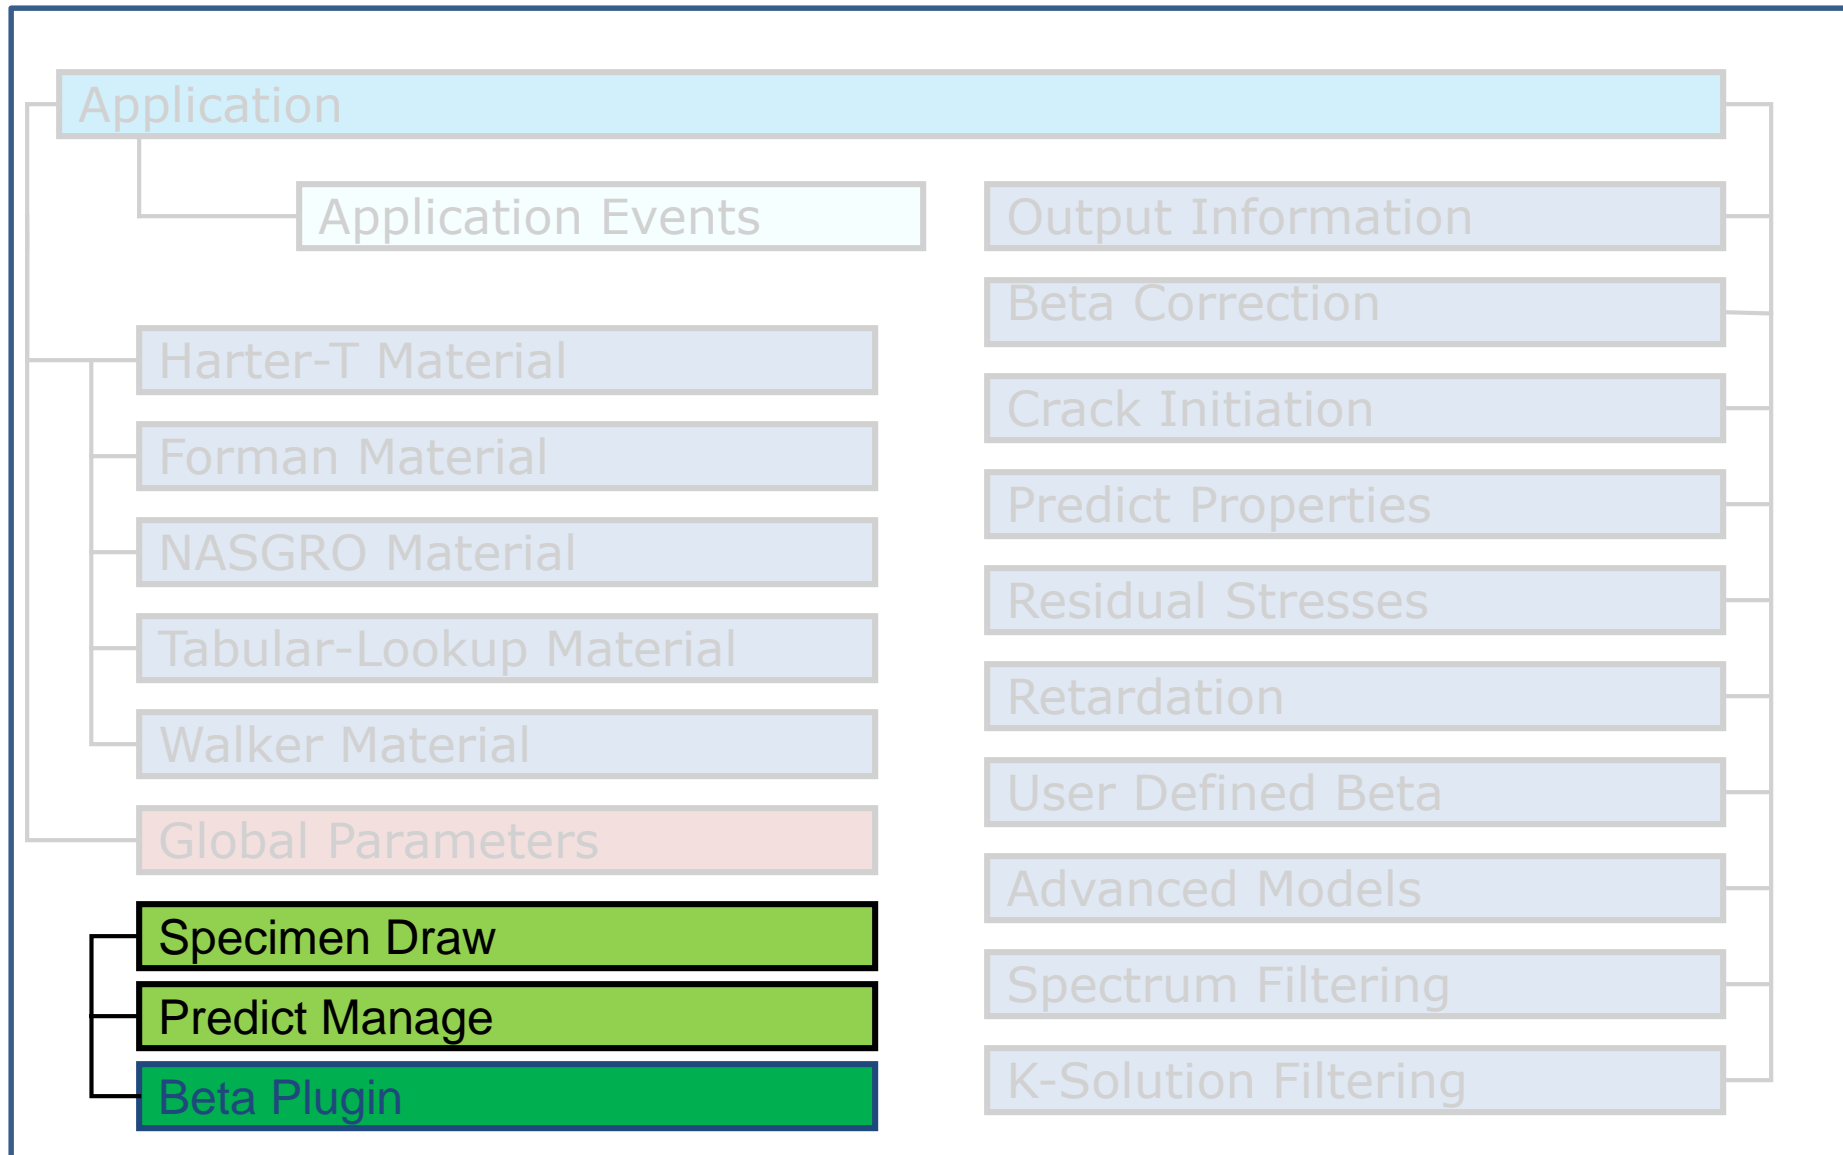 Application
Application Events
Harter-T Material
Forman Material
NASGRO Material
Tabular-Lookup Material
Walker Material
Global Parameters
Specimen Draw
Predict Manage
Beta Plugin
Output Information
Beta Correction
Crack Initiation
Predict Properties
Residual Stresses
Retardation
User Defined Beta
Advanced Models
Spectrum Filtering
K-Solution Filtering